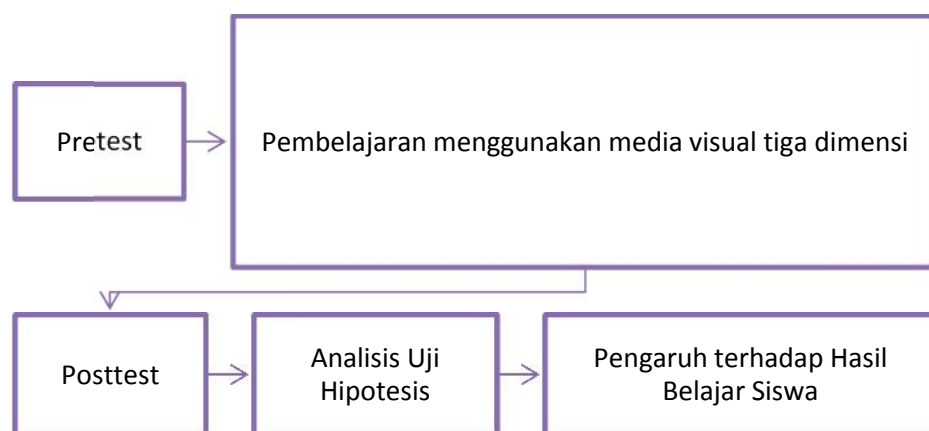 Pretest
Pembelajaran menggunakan media visual tiga dimensi
Posttest
Analisis Uji
Hipotesis
Pengaruh terhadap Hasil
Belajar Siswa